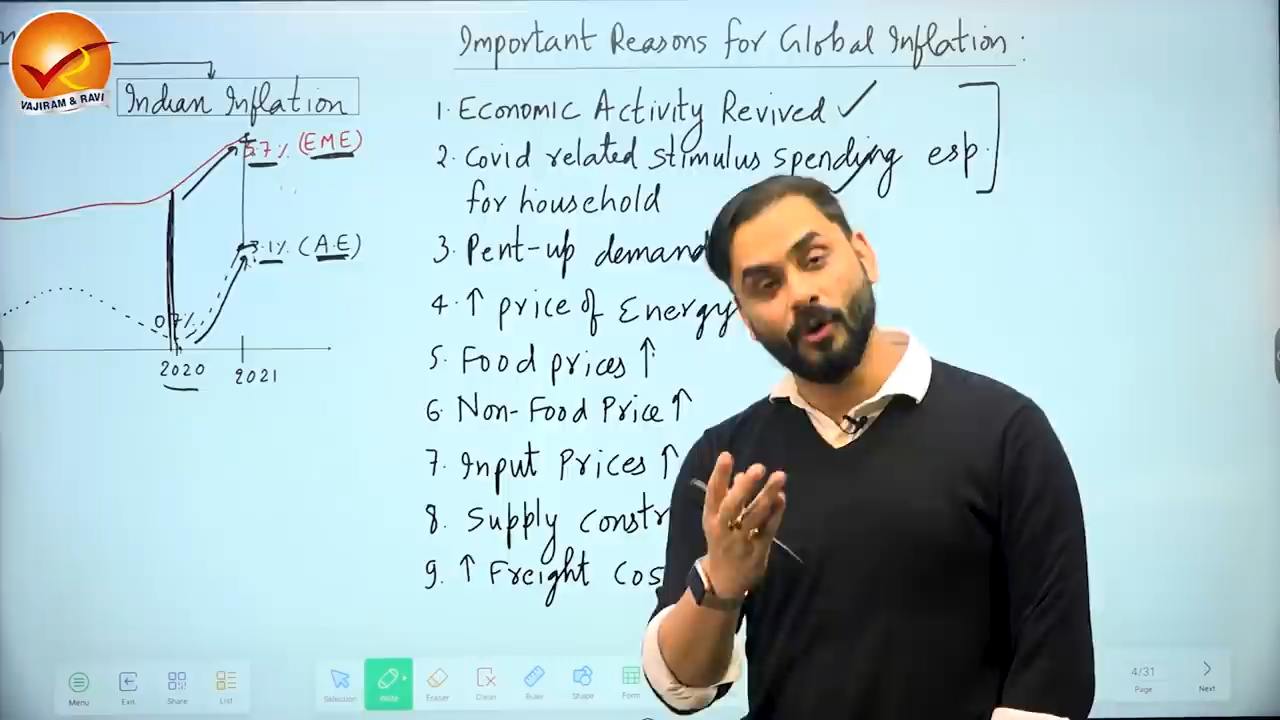 VAJIRAM & RAVI
Indian Inflation
5.7% (EME)
3.1% (A.E)
0.7%
2020
2021
Important Reasons for Global Inflation:
1. Economic Activity Revived ✓
2. Covid related stimulus spending esp.
for household
3. Pent-up demand
4. ↑ price of Energy
5. Food prices ↑
6. Non-Food Price ↑
7. Input Prices ↑
8. Supply
9. ↑ Freight
Menu
Exit
Share
List
Selection
Write
Eraser
Clean
Ruler
Shape
Form
4/31
Page
Next